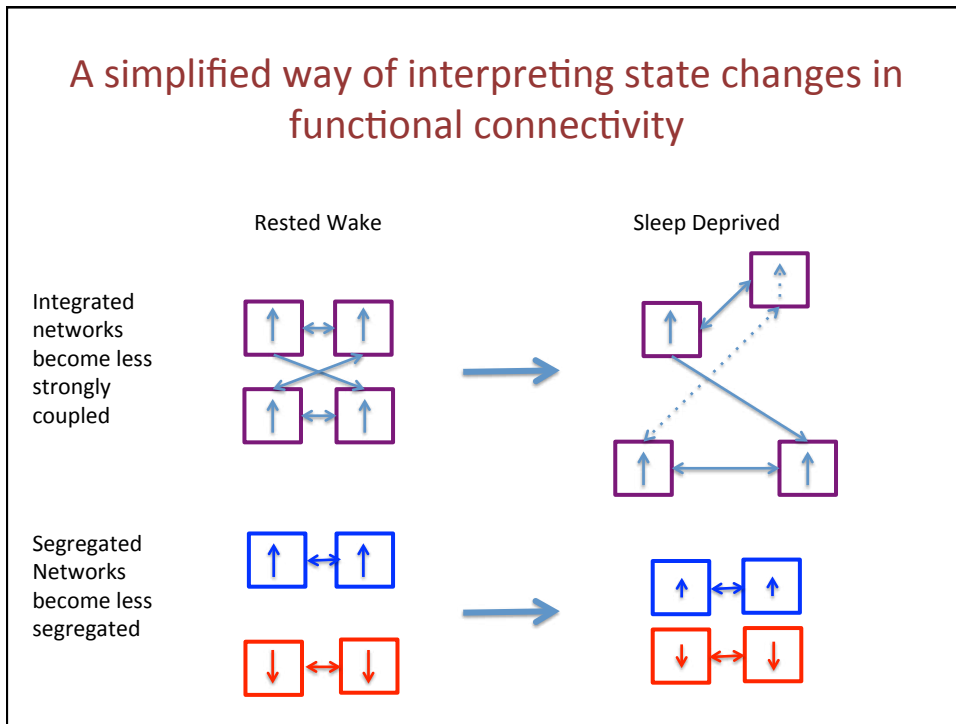 A simplified way of interpreting state changes in
functional connectivity
Rested Wake
Sleep Deprived
Integrated
networks
become less
strongly
coupled
Segregated
Networks
become less
segregated